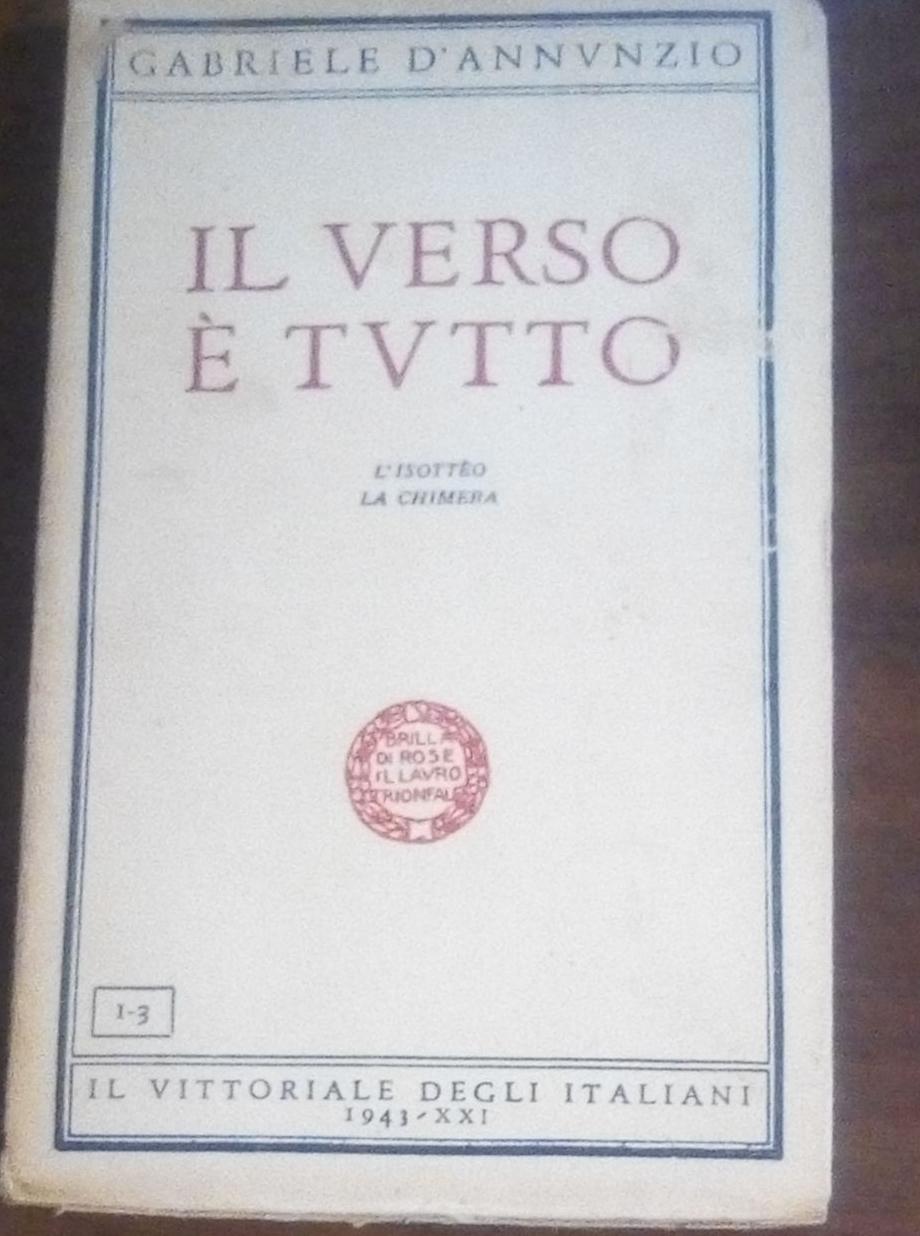 GABRIELE D'ANNVNZIO
IL VERSO
È TVTTO
L'ISOTTÈO
LA CHIMERA
BRILLA
DI ROSE
IL LAVRO
TRIONFAL
1-3
IL VITTORIALE DEGLI ITALIANI
1943-XXI